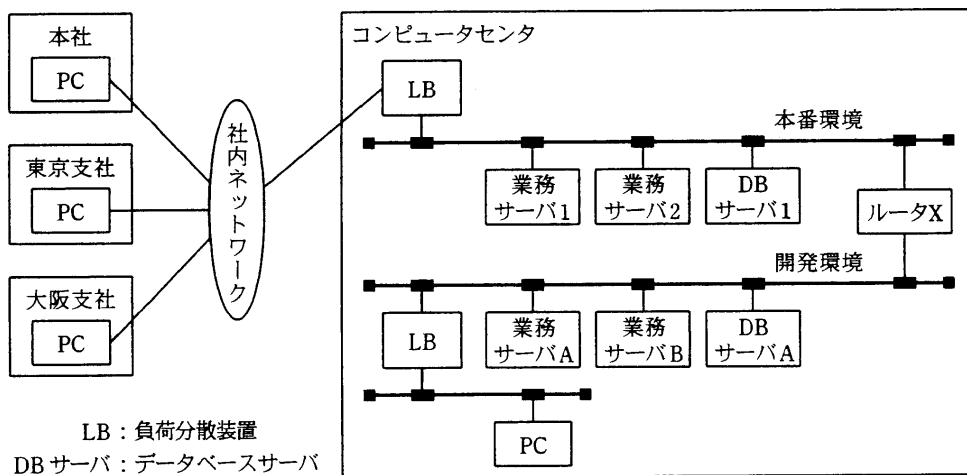 本社
PC
東京支社
PC
大阪支社
PC
社内ネットワーク
コンピュータセンタ
LB
本番環境
業務
サーバ1
業務
サーバ2
DB
サーバ1
ルータX
開発環境
LB
業務
サーバA
業務
サーバB
DB
サーバA
PC
LB：負荷分散装置
DBサーバ：データベースサーバ